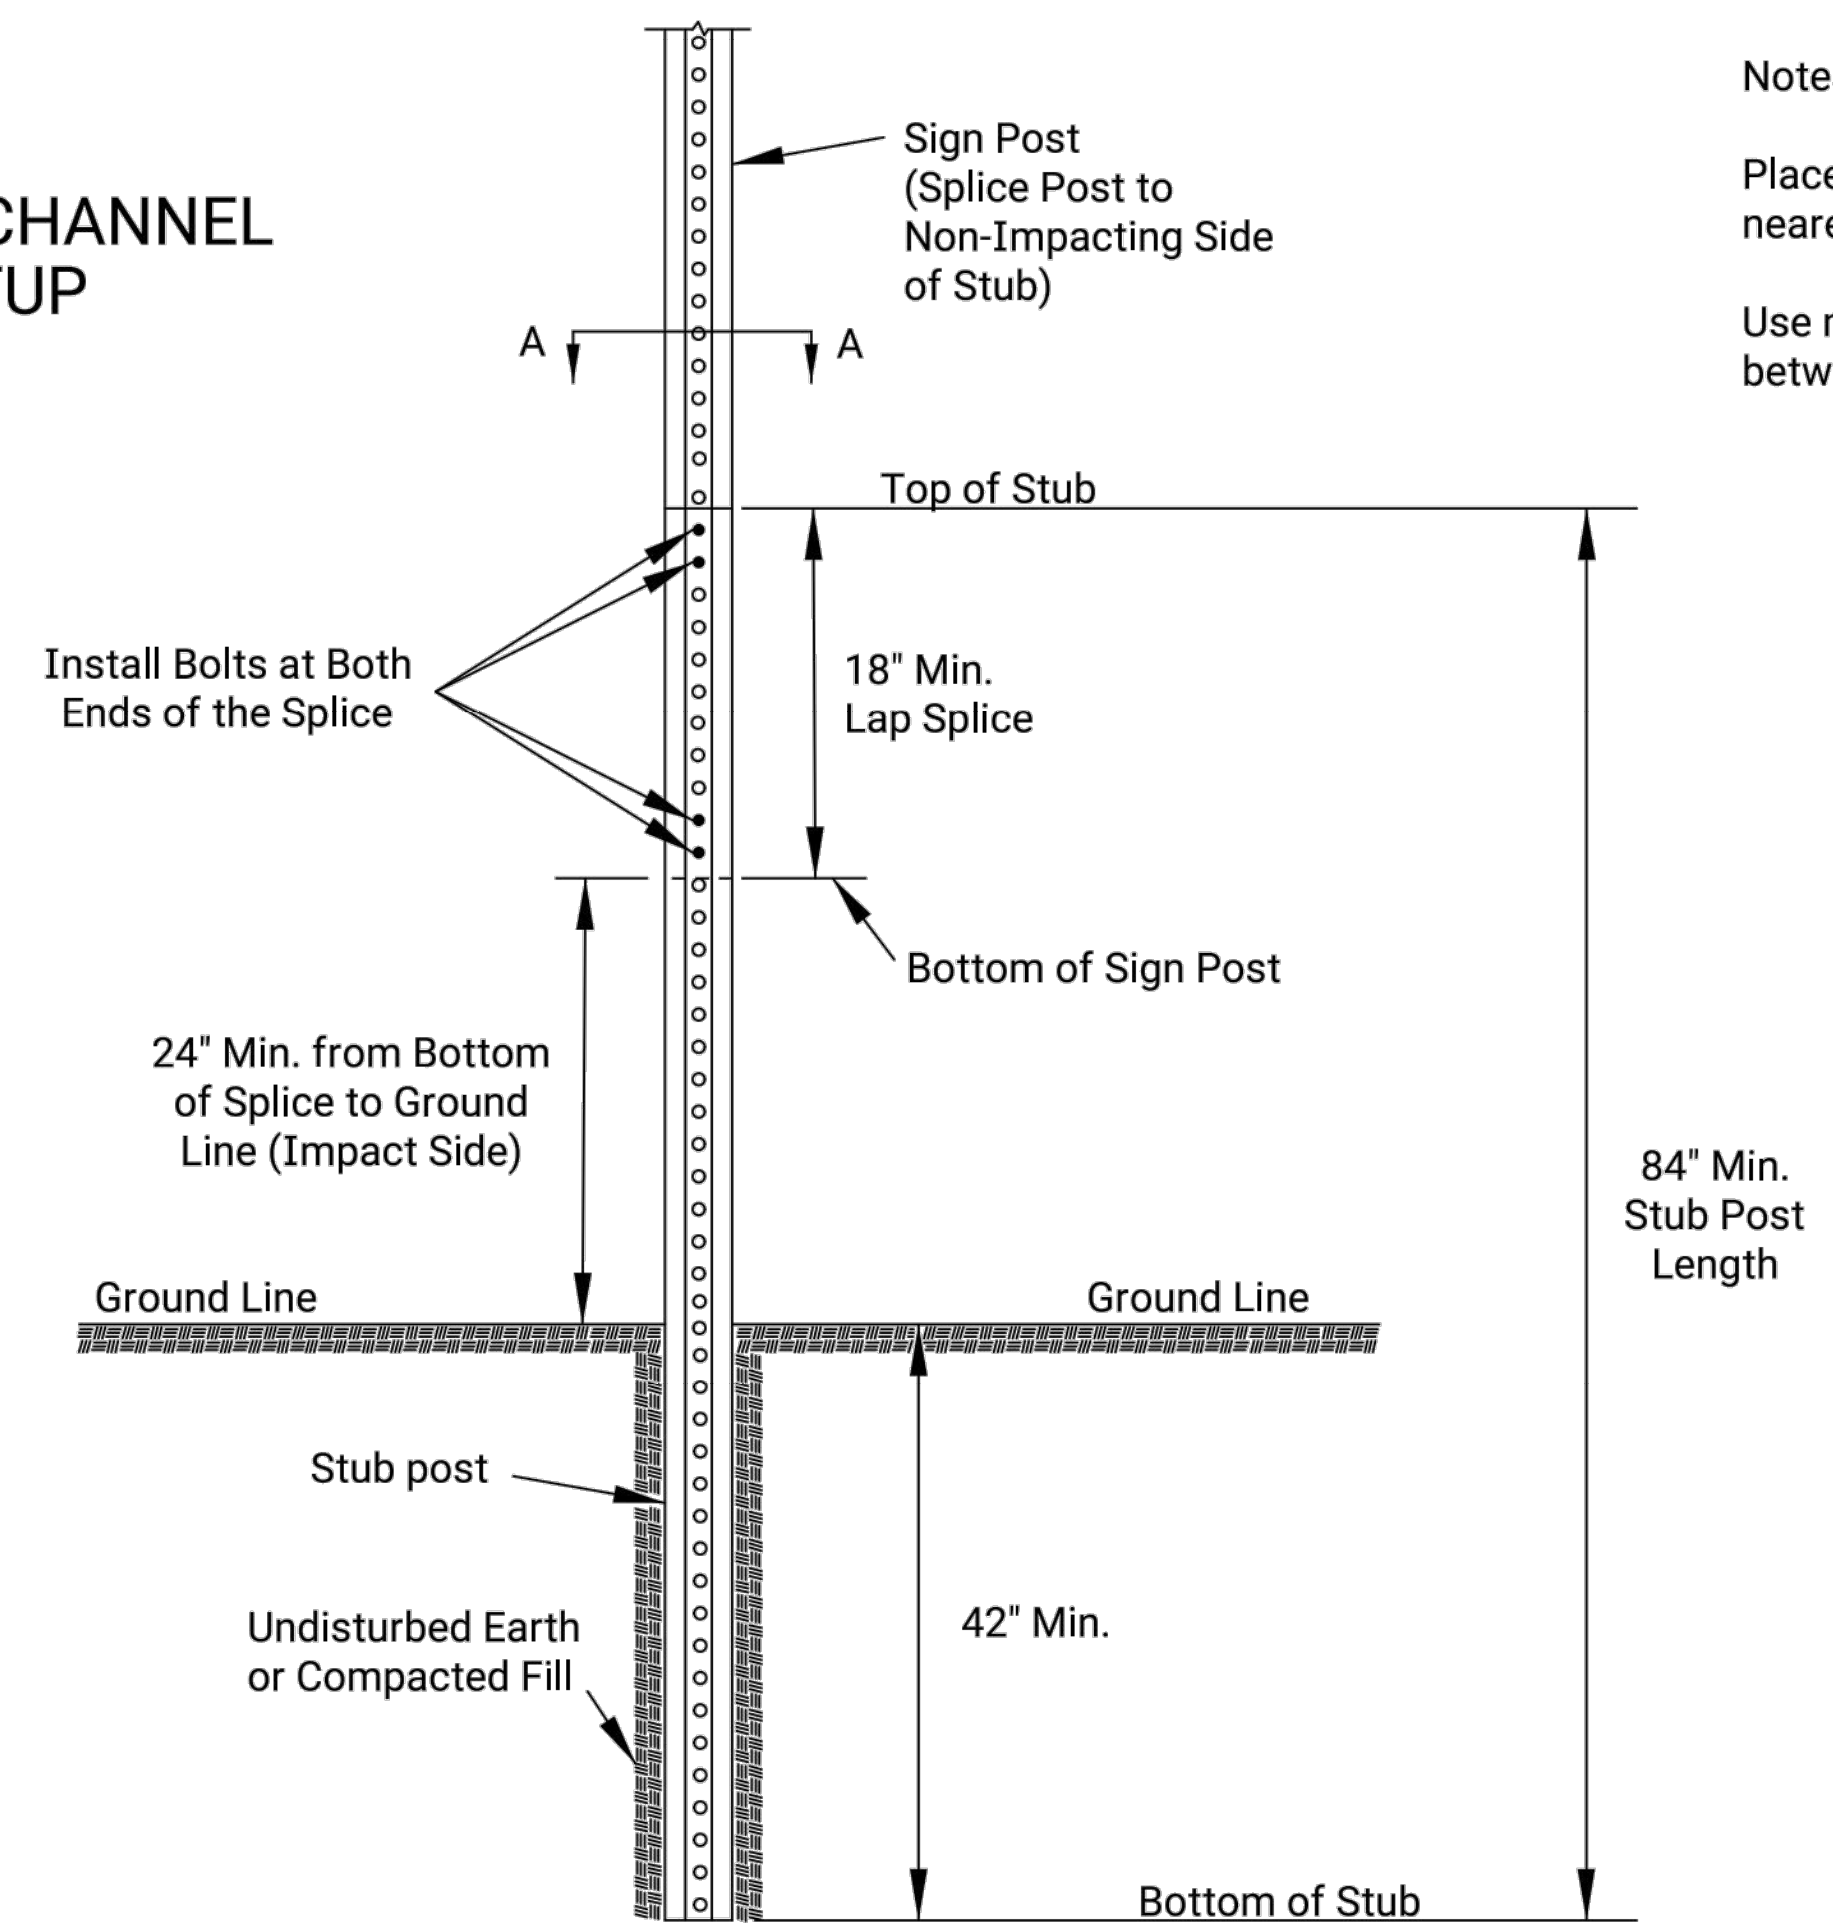 CHANNEL
UP
Note
Place
neare
Use
betw
Sign Post
(Splice Post to
Non-Impacting Side
of Stub)
A
A
Top of Stub
Install Bolts at Both
Ends of the Splice
18" Min.
Lap Splice
Bottom of Sign Post
24" Min. from Bottom
of Splice to Ground
Line (Impact Side)
84" Min.
Stub Post
Length
Ground Line
Ground Line
Stub post
Undisturbed Earth
or Compacted Fill
42" Min.
Bottom of Stub